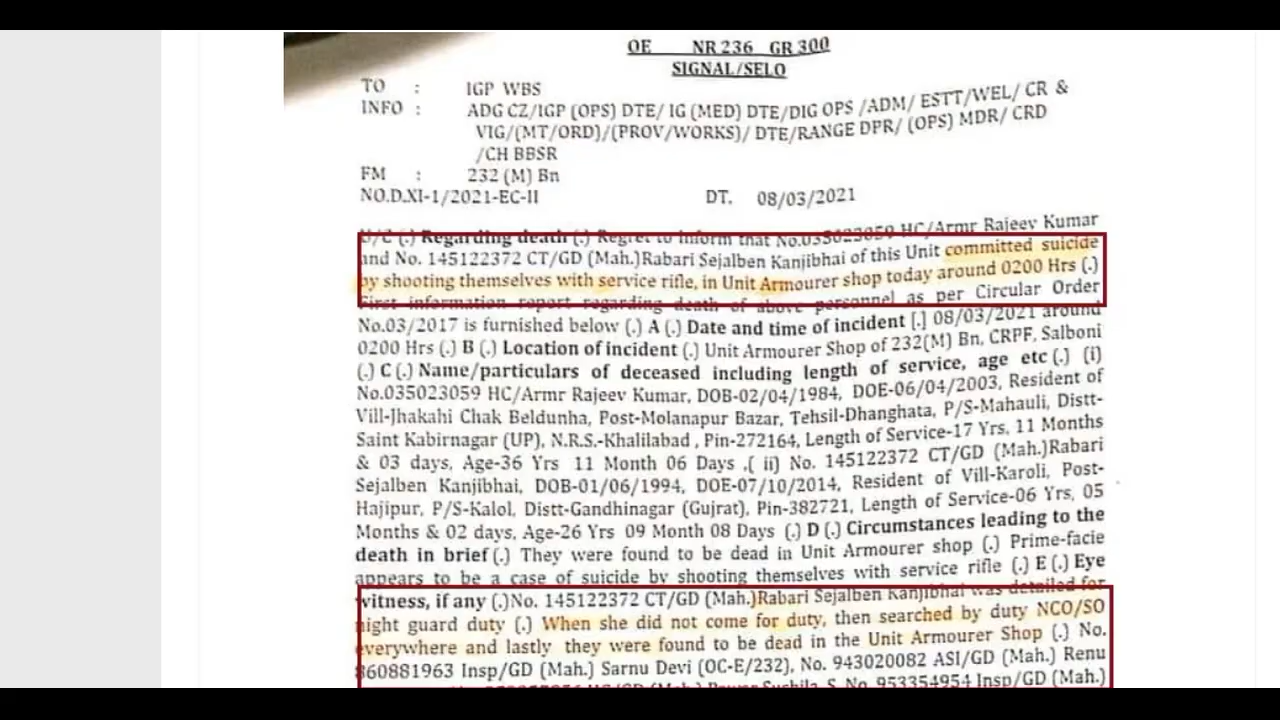 OE NR 236 GR 300
SIGNAL/SELO
TO : IGP WBS
INFO : ADG CZ/IGP (OPS) DTE/ IG (MED) DTE/DIG OPS /ADM/ ESTT/WEL/ CR &
VIG/(MT/ORD)/(PROV/WORKS)/ DTE/RANGE DPR/ (OPS) MDR/ CRD
/CH BBSR
FM : 232 (M) Bn
NO.D.XI-1/2021-EC-II DT. 08/03/2021
(.) Regarding death (.) Regret to inform that No.035023059 HC/Armr Rajeev Kumar
and No. 145122372 CT/GD (Mah.)Rabari Sejalben Kanjibhai of this Unit committed suicide
by shooting themselves with service rifle, in Unit Armourer shop today around 0200 Hrs (.)
First information report regarding death of above personnel as per Circular Order
No.03/2017 is furnished below (.) A (.) Date and time of incident [.] 08/03/2021 around
0200 Hrs (.) B (.) Location of incident (.) Unit Armourer Shop of 232(M) Bn, CRPF, Salboni
(.) C (.) Name/particulars of deceased including length of service, age etc (.) (i)
No.035023059 HC/Armr Rajeev Kumar, DOB-02/04/1984, DOE-06/04/2003, Resident of
Vill-Jhakahi Chak Beldunha, Post-Molanapur Bazar, Tehsil-Dhanghata, P/S-Mahauli, Distt-
Saint Kabirnagar (UP), N.R.S.-Khalilabad , Pin-272164, Length of Service-17 Yrs, 11 Months
& 03 days, Age-36 Yrs 11 Month 06 Days ,( ii) No. 145122372 CT/GD (Mah.)Rabari
Sejalben Kanjibhai, DOB-01/06/1994, DOE-07/10/2014, Resident of Vill-Karoli, Post-
Hajipur, P/S-Kalol, Distt-Gandhinagar (Gujrat), Pin-382721, Length of Service-06 Yrs, 05
Months & 02 days, Age-26 Yrs 09 Month 08 Days (.) D (.) Circumstances leading to the
death in brief (.) They were found to be dead in Unit Armourer shop (.) Prime-facie
appears to be a case of suicide by shooting themselves with service rifle (.) E (.) Eye
witness, if any (.)No. 145122372 CT/GD (Mah.)Rabari Sejalben Kanjibhai was detailed for
night guard duty (.) When she did not come for duty, then searched by duty NCO/SO
everywhere and lastly they were found to be dead in the Unit Armourer Shop (.) No.
860881963 Insp/GD (Mah.) Sarnu Devi (OC-E/232), No. 943020082 ASI/GD (Mah.) Renu
HC/GD (Mah.) Pawar Sushila S, No. 953354954 Insp/GD (Mah.)